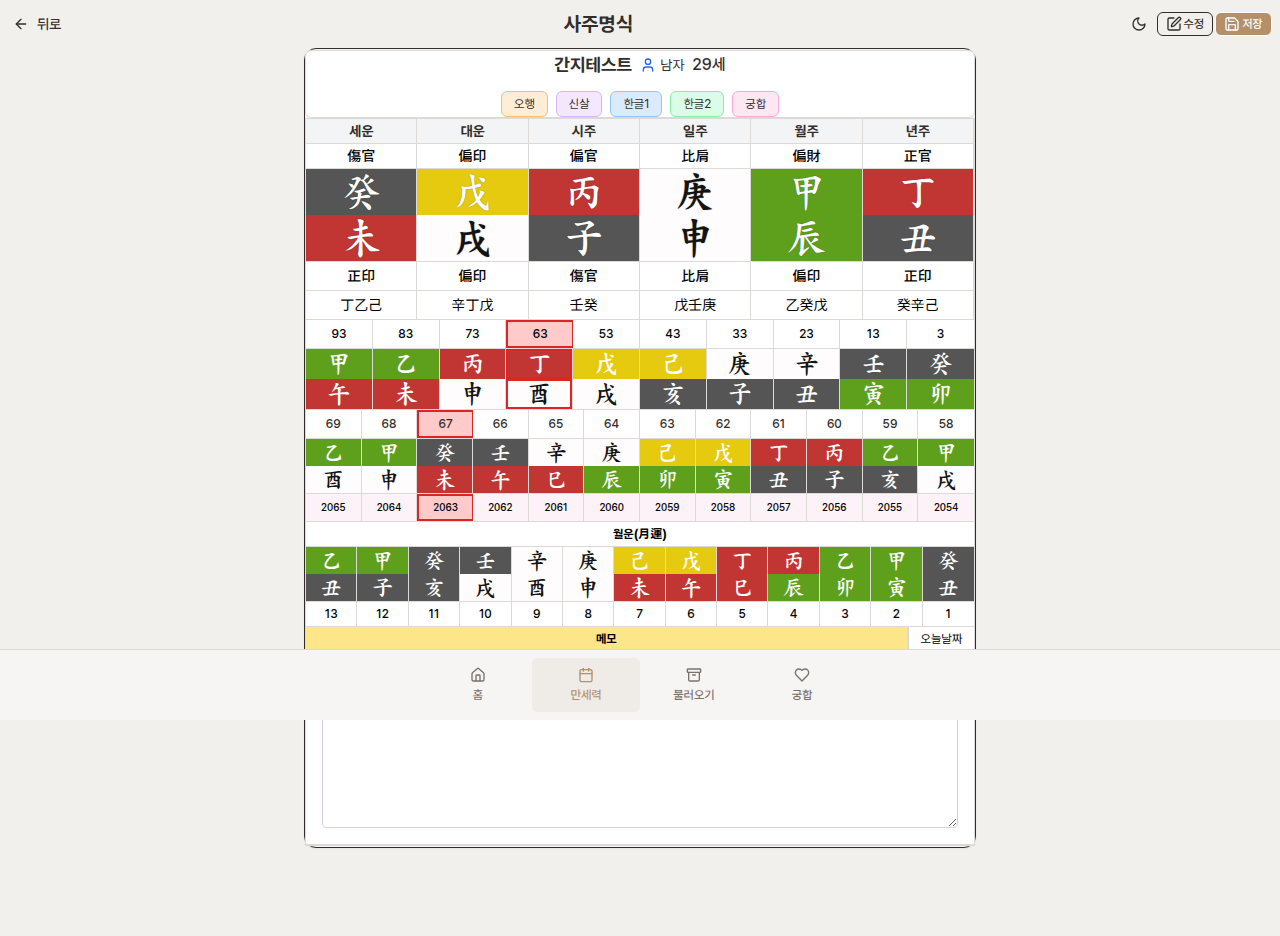 뒤로 사주명식 수정 저장
간지테스트 남자 29세
오행 신살 한글1 한글2 궁합
세운 대운 시주 일주 월주 년주
傷官 偏印 偏官 比肩 偏財 正官
癸 戊 丙 庚 甲 丁
未 戌 子 申 辰 丑
正印 偏印 傷官 比肩 偏印 正印
丁乙己 辛丁戊 壬癸 戊壬庚 乙癸戊 癸辛己
93 83 73 63 53 43 33 23 13 3
甲 乙 丙 丁 戊 己 庚 辛 壬 癸
午 未 申 酉 戌 亥 子 丑 寅 卯
69 68 67 66 65 64 63 62 61 60 59 58
乙 甲 癸 壬 辛 庚 己 戊 丁 丙 乙 甲
酉 申 未 午 巳 辰 卯 寅 丑 子 亥 戌
2065 2064 2063 2062 2061 2060 2059 2058 2057 2056 2055 2054
월운(月運)
乙 甲 癸 壬 辛 庚 己 戊 丁 丙 乙 甲 癸
丑 子 亥 戌 酉 申 未 午 巳 辰 卯 寅 丑
13 12 11 10 9 8 7 6 5 4 3 2 1
메모 오늘날짜
홈 만세력 불러오기 궁합